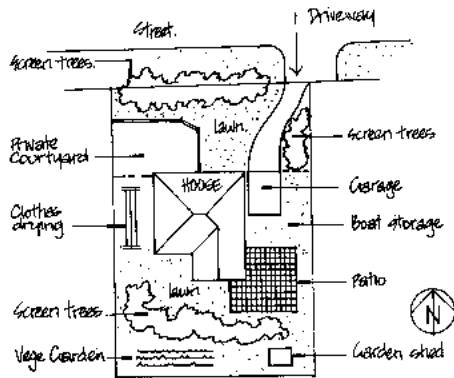 Street.
Driveway
Screen trees.
lawn.
Screen trees
Private
Courtyard
HOUSE
Garage
Clothes
drying
Boat storage
Patio
lawn
Screen trees
N
Vege Garden
Garden shed